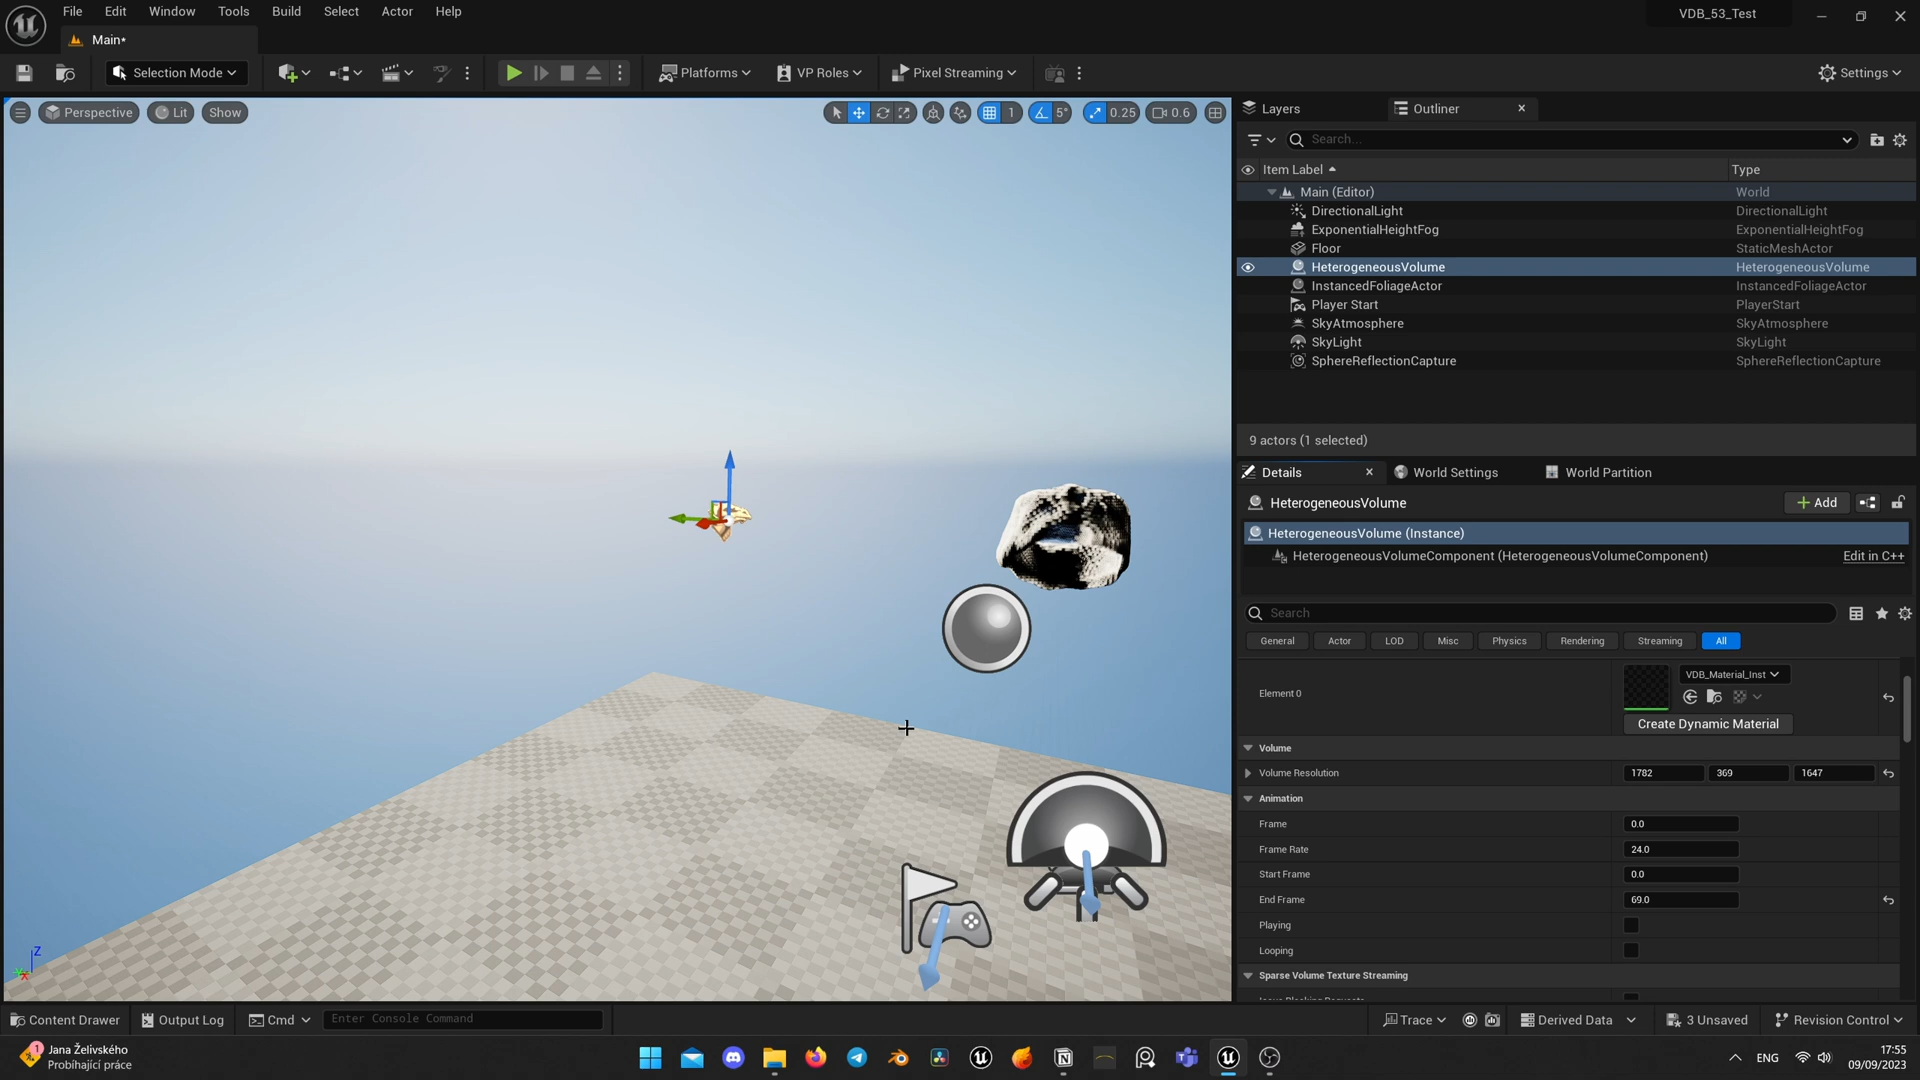 File Edit Window Tools Build Select Actor Help
VDB_53_Test
Main*
Selection Mode
Platforms
VP Roles
Pixel Streaming
Settings
Perspective
Lit
Show
1
5°
0.25
0.6
Layers
Outliner
Search...
Item Label
Type
Main (Editor) World
DirectionalLight DirectionalLight
ExponentialHeightFog ExponentialHeightFog
Floor StaticMeshActor
HeterogeneousVolume HeterogeneousVolume
InstancedFoliageActor InstancedFoliageActor
Player Start PlayerStart
SkyAtmosphere SkyAtmosphere
SkyLight SkyLight
SphereReflectionCapture SphereReflectionCapture
9 actors (1 selected)
Details
World Settings
World Partition
HeterogeneousVolume
Add
HeterogeneousVolume (Instance)
HeterogeneousVolumeComponent (HeterogeneousVolumeComponent) Edit in C++
Search
General Actor LOD Misc Physics Rendering Streaming All
Element 0
VDB_Material_Inst
Create Dynamic Material
Volume
Volume Resolution 1782 369 1647
Animation
Frame 0.0
Frame Rate 24.0
Start Frame 0.0
End Frame 69.0
Playing
Looping
Sparse Volume Texture Streaming
Z
Content Drawer
Output Log
Cmd
Enter Console Command
Trace
Derived Data
3 Unsaved
Revision Control
1
Jana Želivského
Probíhající práce
ENG
17:55
09/09/2023